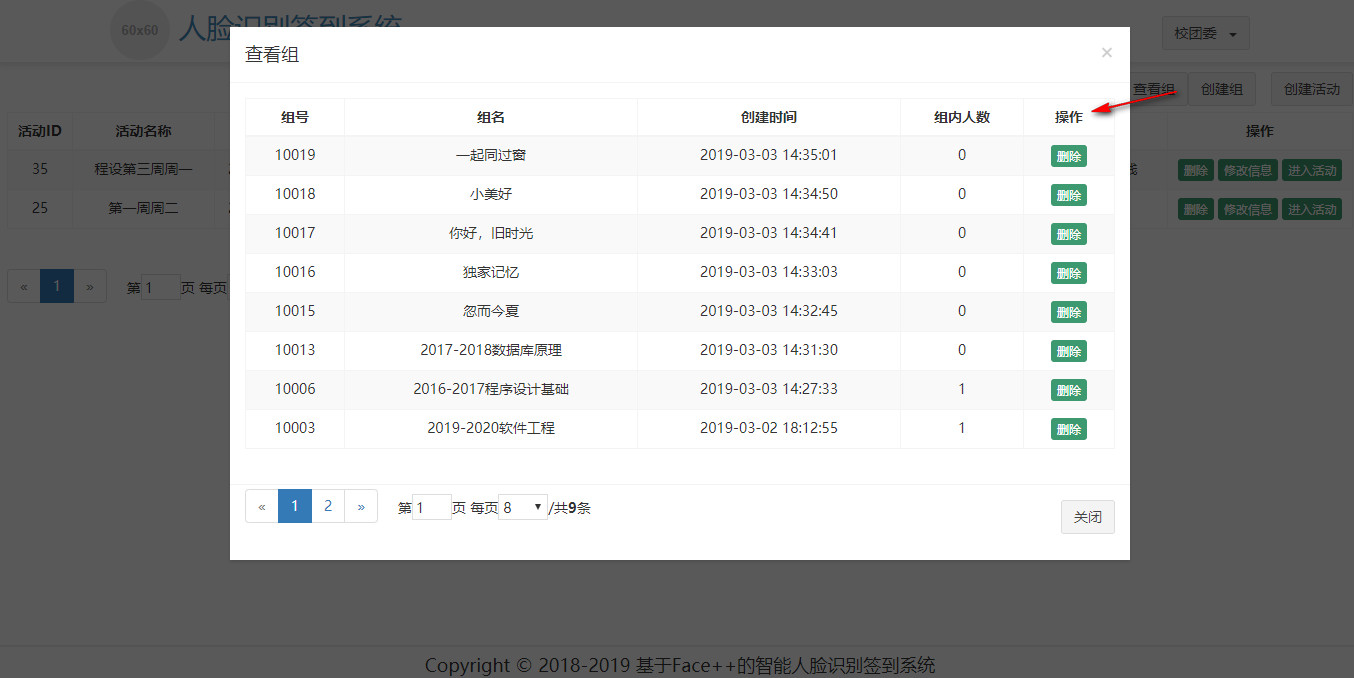 60x60 人脸识别签到系统 校团委
查看组 ×
查看组 创建组 创建活动
组号 组名 创建时间 组内人数 操作
活动ID 活动名称 操作
10019 一起同过窗 2019-03-03 14:35:01 0 删除
35 程设第三周周一 线 删除 修改信息 进入活动
10018 小美好 2019-03-03 14:34:50 0 删除
25 第一周周二 删除 修改信息 进入活动
10017 你好，旧时光 2019-03-03 14:34:41 0 删除
10016 独家记忆 2019-03-03 14:33:03 0 删除
« 1 » 第 1 页 每页
10015 忽而今夏 2019-03-03 14:32:45 0 删除
10013 2017-2018数据库原理 2019-03-03 14:31:30 0 删除
10006 2016-2017程序设计基础 2019-03-03 14:27:33 1 删除
10003 2019-2020软件工程 2019-03-02 18:12:55 1 删除
« 1 2 » 第 1 页 每页 8 /共9条
关闭
Copyright © 2018-2019 基于Face++的智能人脸识别签到系统